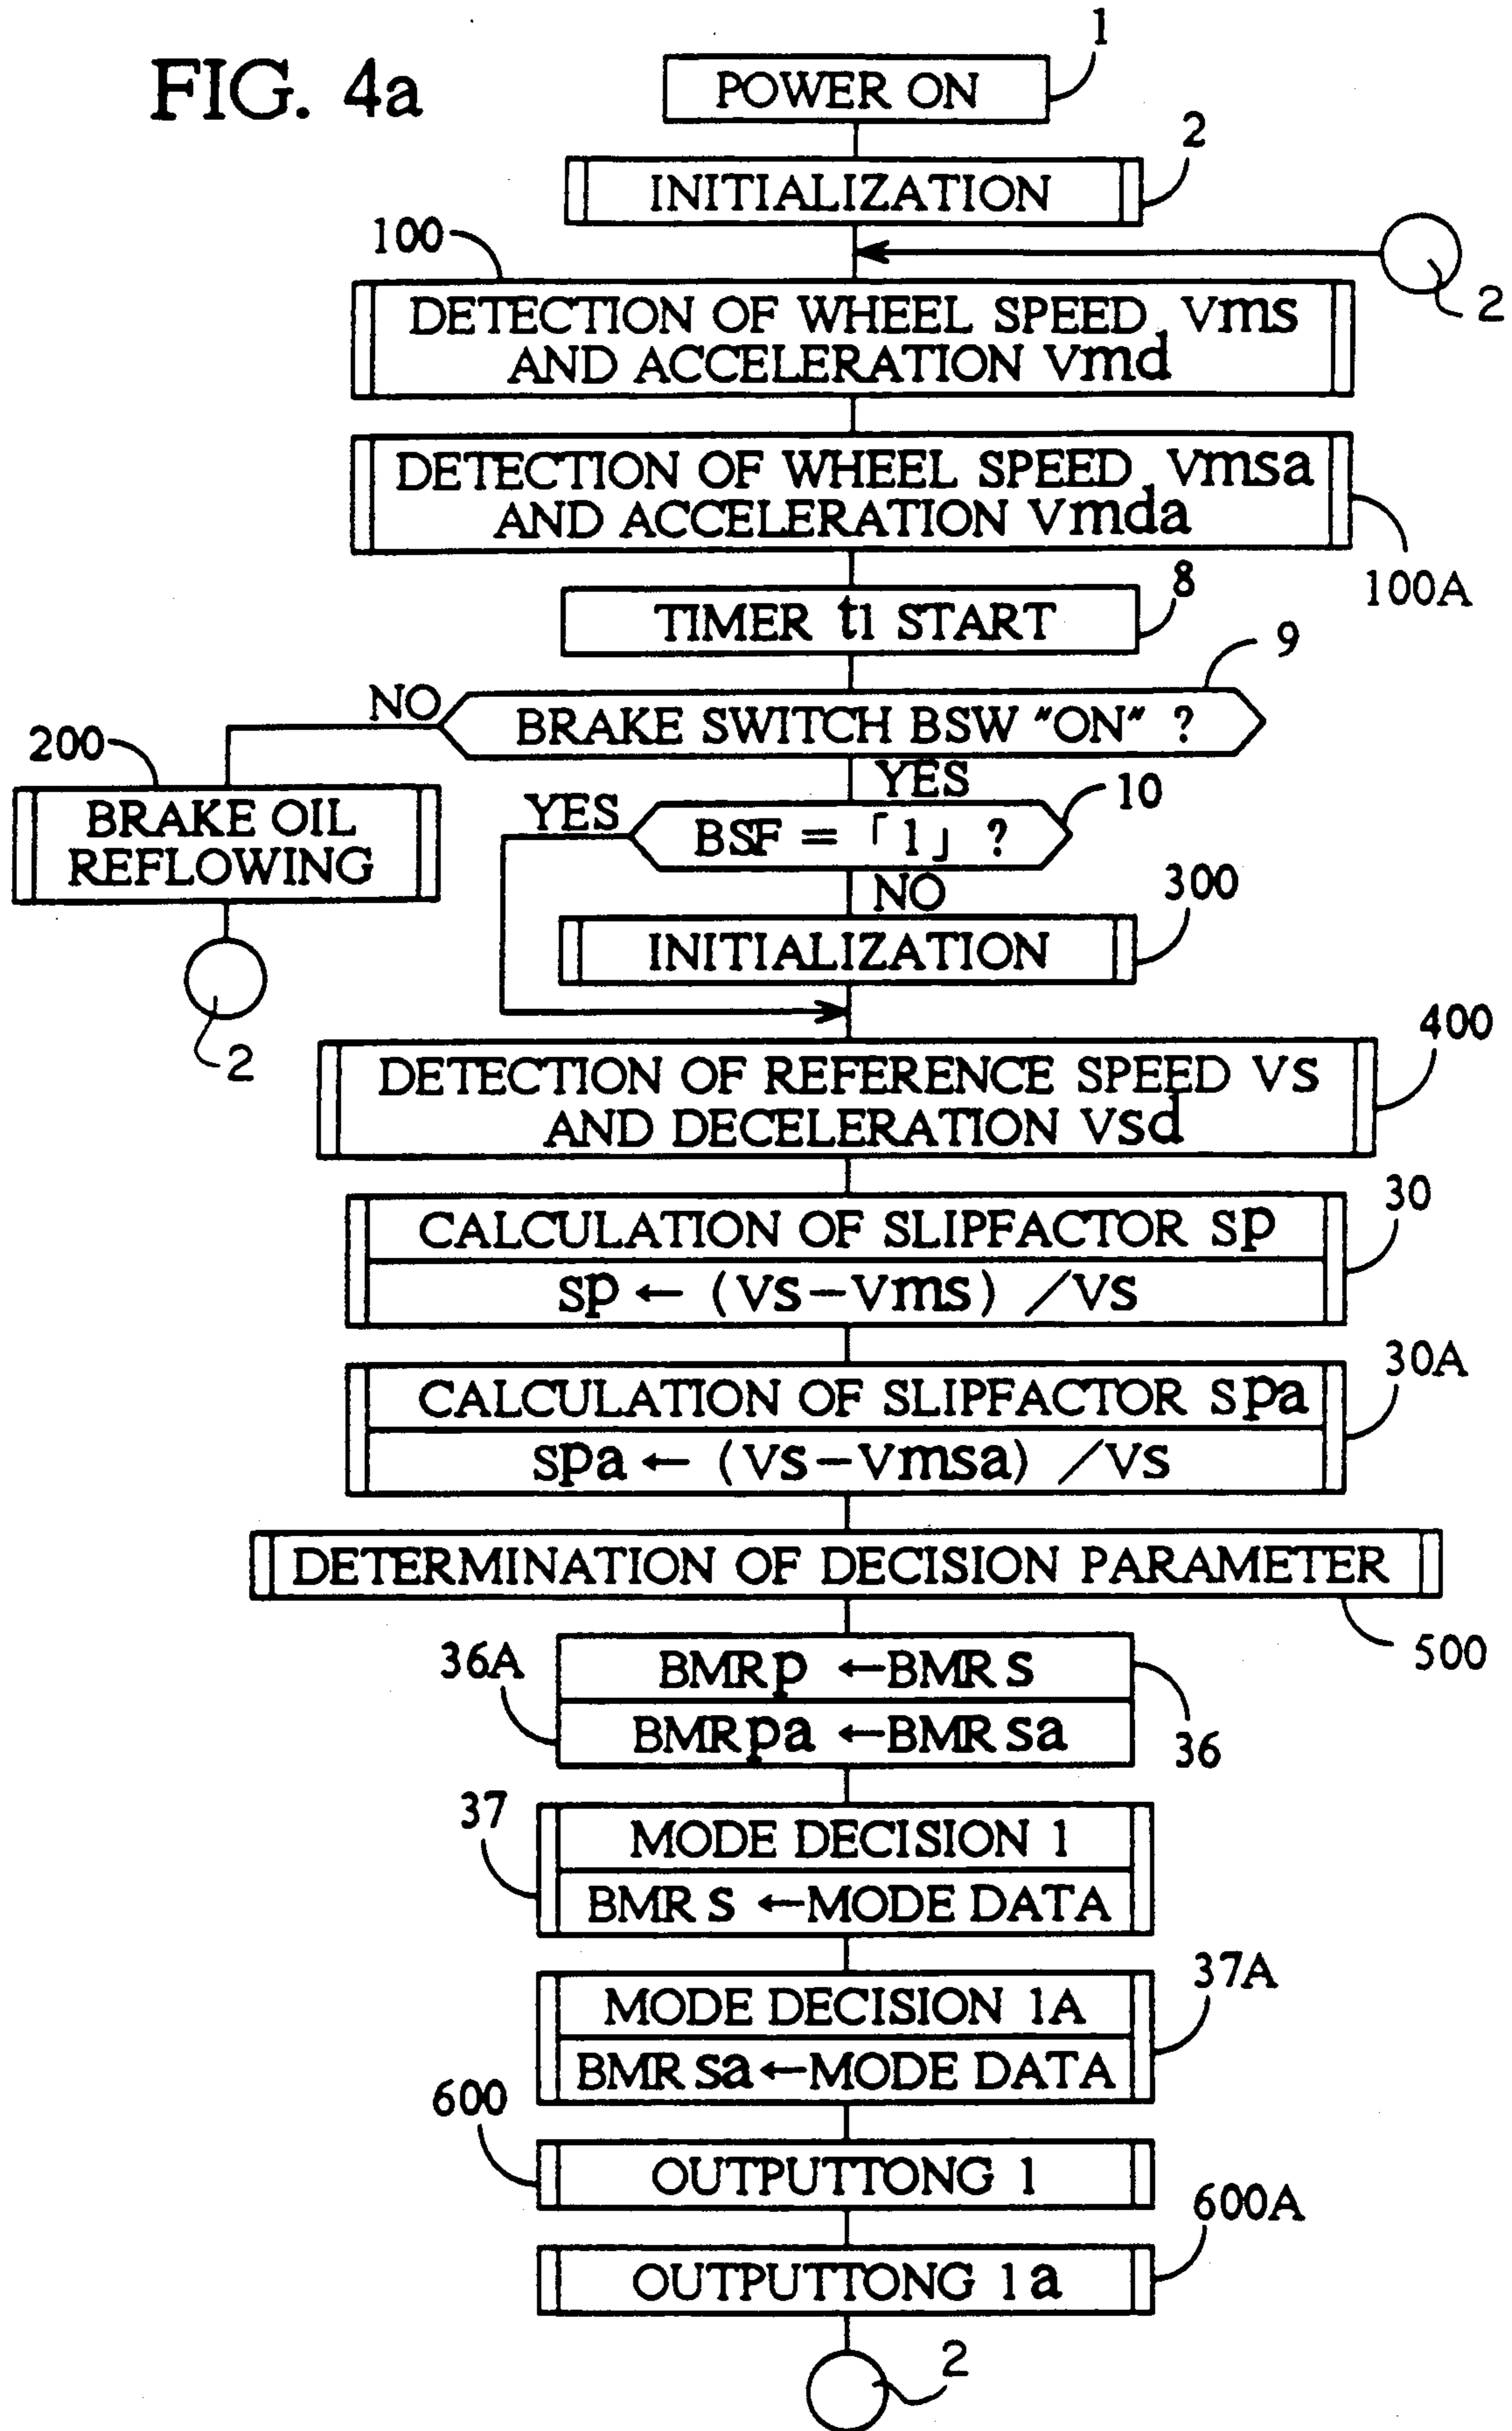 FIG. 4a
1
POWER ON
2
INITIALIZATION
100
2
DETECTION OF WHEEL SPEED Vms
AND ACCELERATION Vmd
DETECTION OF WHEEL SPEED Vmsa
AND ACCELERATION Vmda
100A
8
TIMER t1 START
9
NO
BRAKE SWITCH BSW "ON" ?
200
YES
10
YES
BRAKE OIL
REFLOWING
BSF = 「1」 ?
NO
300
INITIALIZATION
2
400
DETECTION OF REFERENCE SPEED Vs
AND DECELERATION Vsd
30
CALCULATION OF SLIPFACTOR Sp
Sp ← (Vs−Vms) /Vs
30A
CALCULATION OF SLIPFACTOR Spa
Spa ← (Vs−Vmsa) /Vs
DETERMINATION OF DECISION PARAMETER
500
36A
BMRp ←BMRs
BMRpa ←BMRsa
36
37
MODE DECISION 1
BMRs ←MODE DATA
37A
MODE DECISION 1A
BMRsa←MODE DATA
600
OUTPUTTONG 1
600A
OUTPUTTONG 1a
2